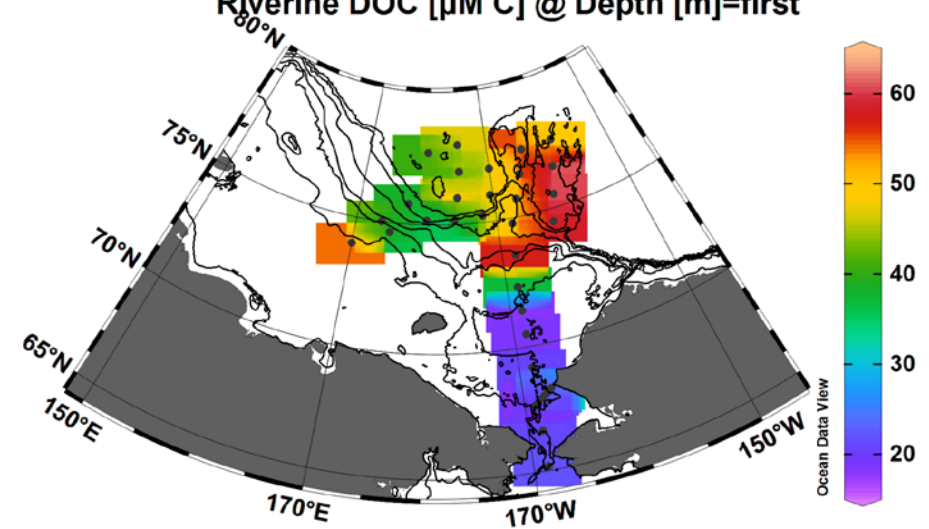 Riverine DOC [µM C] @ Depth [m]=first
80°N
75°N
70°N
65°N
150°E
170°E
170°W
150°W
60
50
40
30
20
Ocean Data View